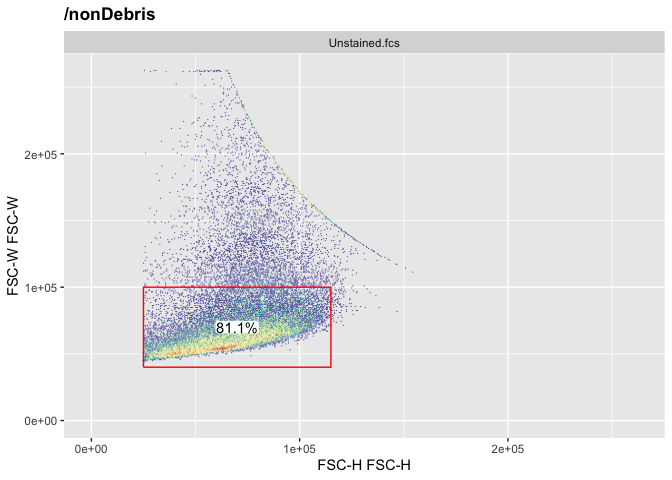 /nonDebris
Unstained.fcs
2e+05
1e+05
0e+00
FSC-W FSC-W
81.1%
0e+00 1e+05 2e+05
FSC-H FSC-H